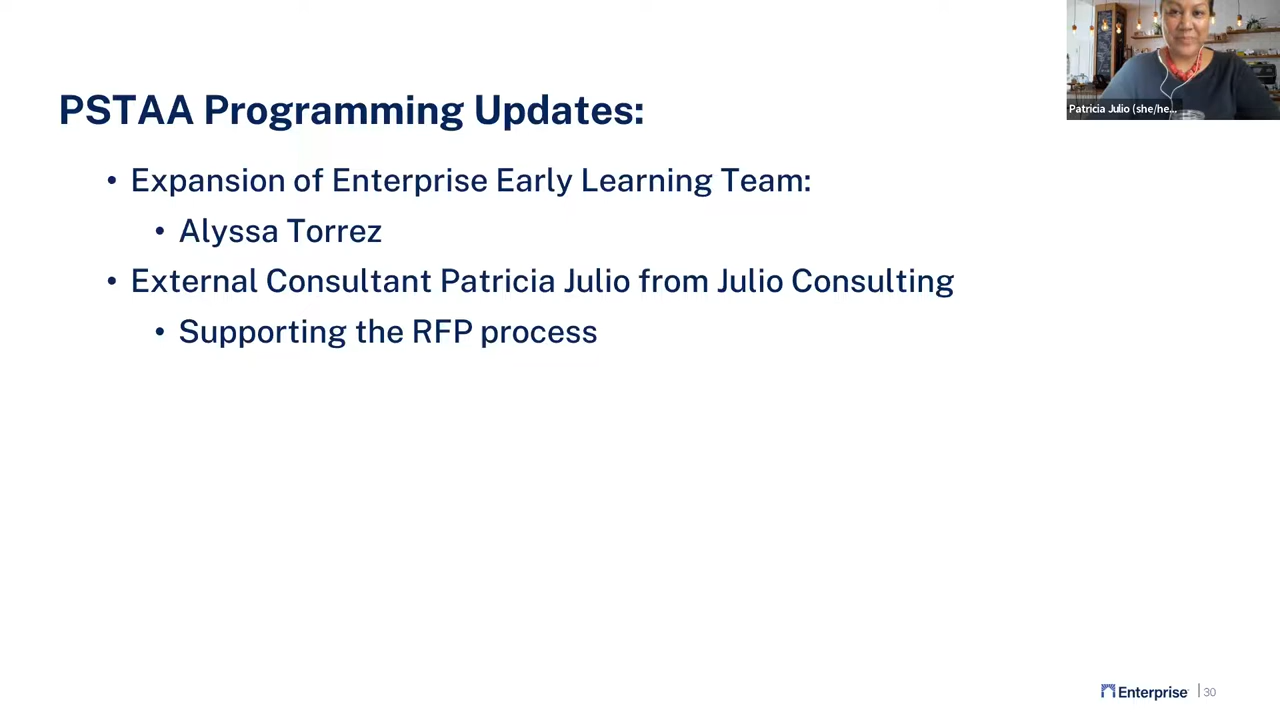 Patricia Julio (she/he...
PSTAA Programming Updates:
• Expansion of Enterprise Early Learning Team:
• Alyssa Torrez
• External Consultant Patricia Julio from Julio Consulting
• Supporting the RFP process
Enterprise | 30